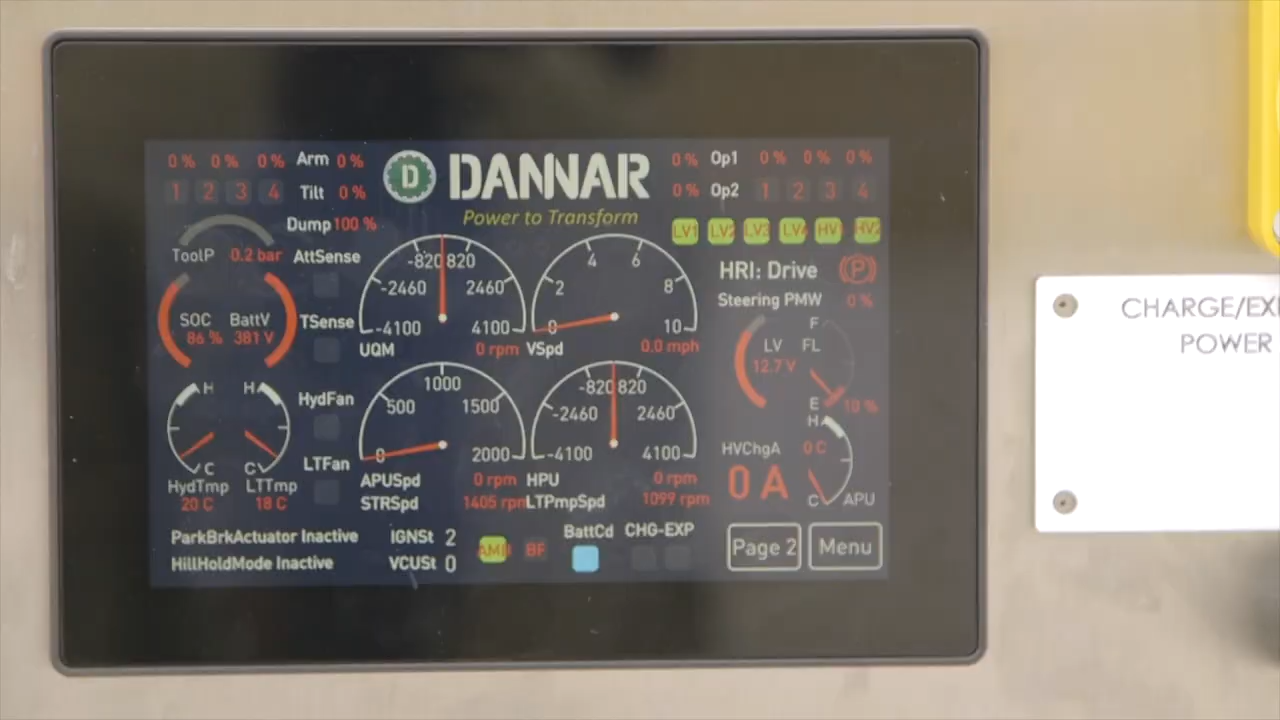 0 % 0 % 0 % Arm 0 %
1 2 3 4 Tilt 0 %
Dump 100 %
D DANNAR
Power to Transform
0 % Op1 0 % 0 % 0 %
0 % Op2 1 2 3 4
LV1 LV2 LV3 LV4 HV1 HV2
ToolP 0.2 bar AttSense
SOC BattV TSense
86 % 381 V
H H HydFan
C C LTFan
HydTmp LTTmp
20 C 18 C
-820 820
-2460 2460
-4100 4100
UQM 0 rpm
4 6
2 8
0 10
VSpd 0.0 mph
1000
500 1500
0 2000
APUSpd 0 rpm
STRSpd 1405 rpm
-820 820
-2460 2460
-4100 4100
HPU 0 rpm
LTPmpSpd 1099 rpm
HRI: Drive P
Steering PMW 0 %
LV F
12.7 V FL
E 10 %
HVChgA H
0 A 0 C
C APU
ParkBrkActuator Inactive IGNSt 2
HillHoldMode Inactive VCUSt 0
BF BattCd CHG-EXP
Page 2 Menu
CHARGE/EX
POWER